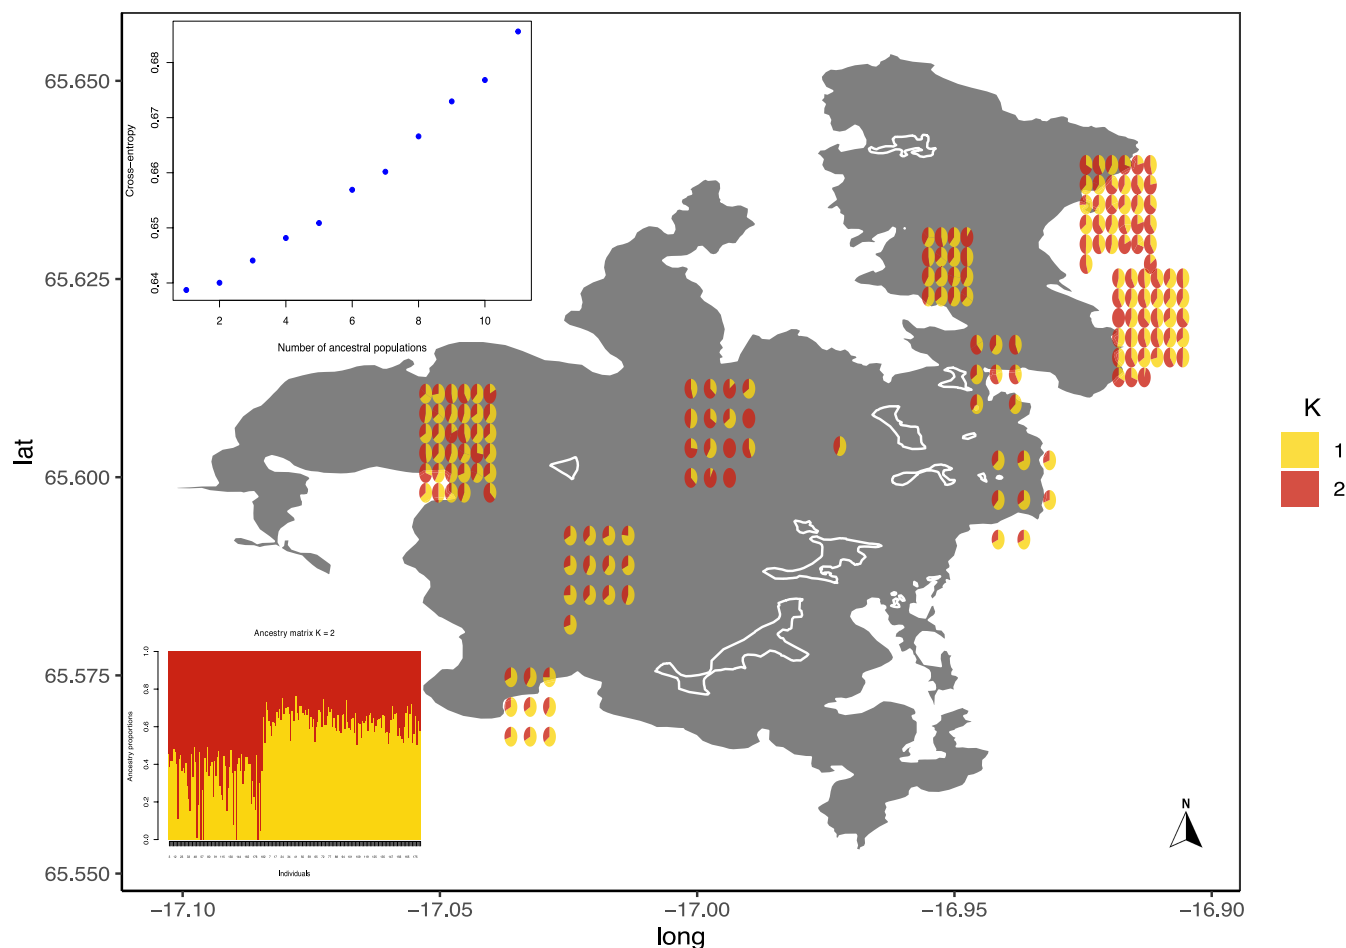 Cross−entropy
0.68
0.67
0.66
0.65
0.64
2 4 6 8 10
Number of ancestral populations
65.650
65.625
65.600
65.575
65.550
lat
K
1
2
Ancestry matrix K = 2
Ancestry proportions
1.0
0.8
0.6
0.4
0.2
0.0
Individuals
N
−17.10 −17.05 −17.00 −16.95 −16.90
long